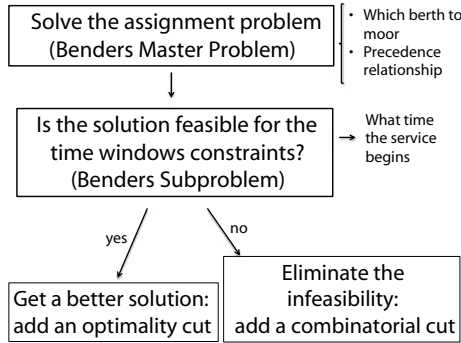 Solve the assignment problem
(Benders Master Problem)
• Which berth to
moor
• Precedence
relationship
Is the solution feasible for the
time windows constraints?
(Benders Subproblem)
What time
the service
begins
yes
no
Get a better solution:
add an optimality cut
Eliminate the
infeasibility:
add a combinatorial cut